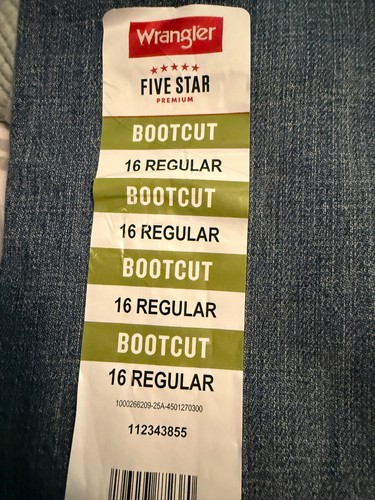 Wrangler
FIVE STAR
PREMIUM
BOOTCUT
16 REGULAR
BOOTCUT
16 REGULAR
BOOTCUT
16 REGULAR
BOOTCUT
16 REGULAR
1000266209-25A-4501270300
112343855